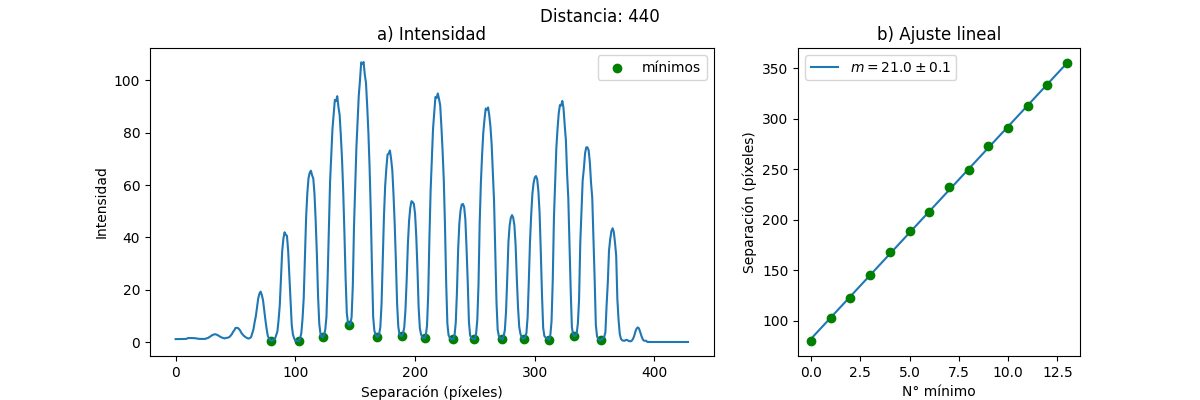 Distancia: 440
a) Intensidad
mínimos
Intensidad
100
80
60
40
20
0
0 100 200 300 400
Separación (píxeles)
b) Ajuste lineal
m = 21.0 ± 0.1
Separación (píxeles)
350
300
250
200
150
100
0.0 2.5 5.0 7.5 10.0 12.5
N° mínimo